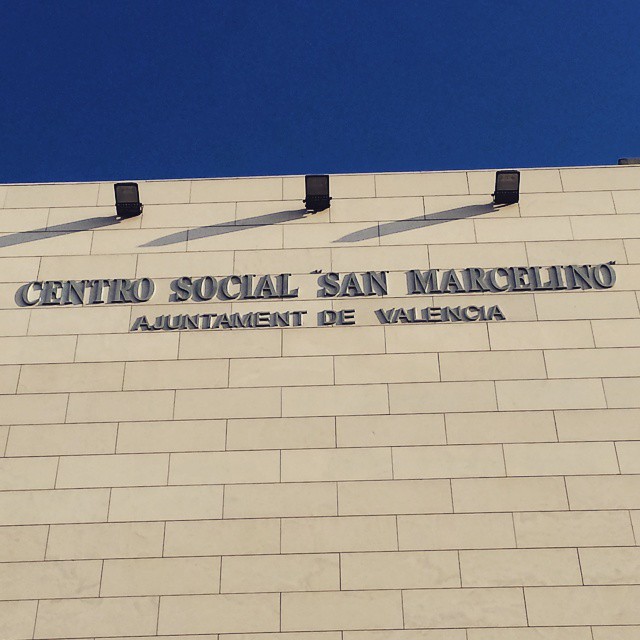 CENTRO SOCIAL "SAN MARCELINO"
AJUNTAMENT DE VALENCIA